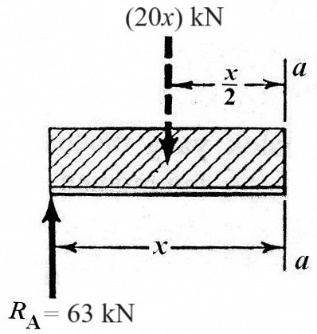 (20x) kN
x/2
a
x
a
R_A = 63 kN